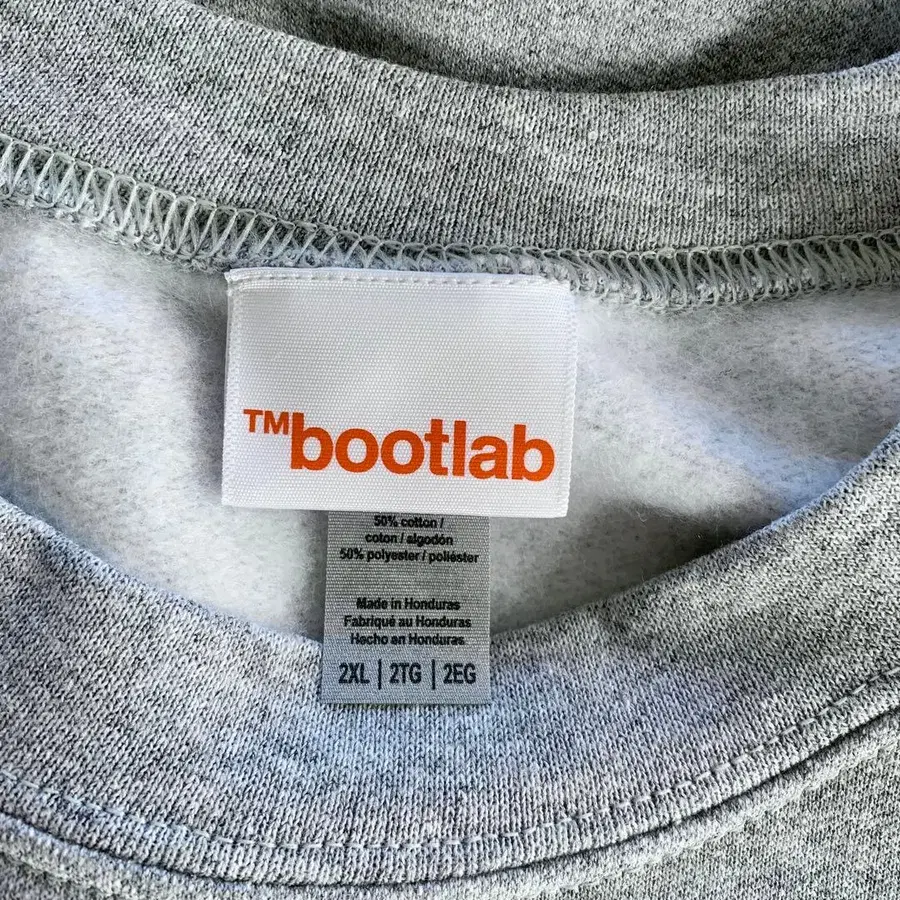 ™bootlab
50% cotton /
coton / algodón
50% polyester / poliéster
Made in Honduras
Fabriqué au Honduras
Hecho en Honduras
2XL | 2TG | 2EG